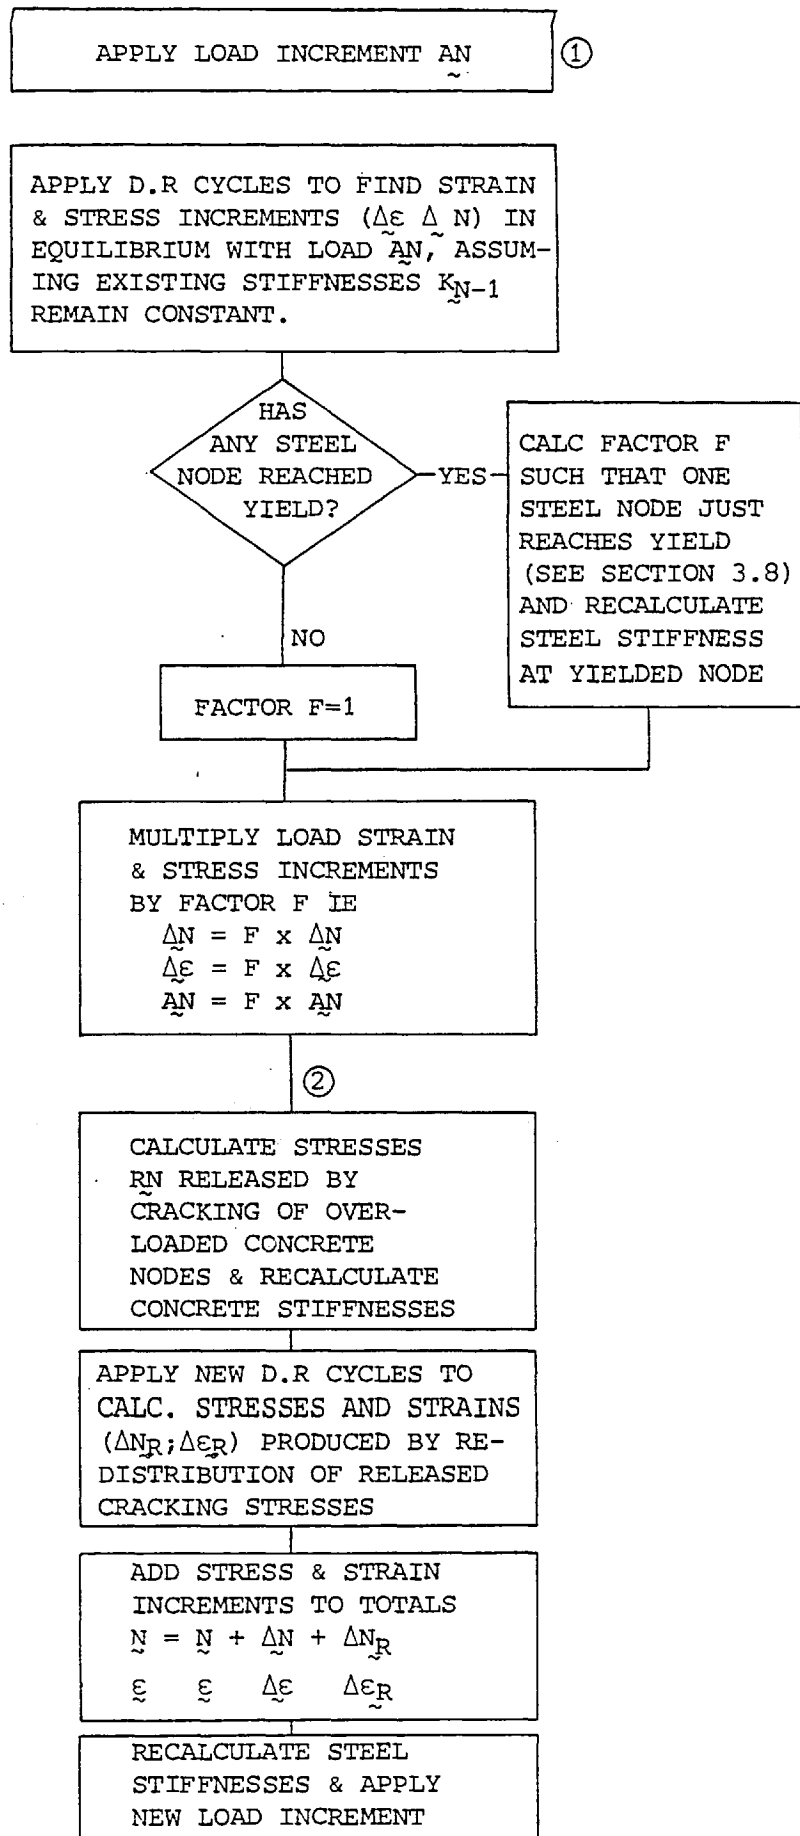 APPLY LOAD INCREMENT AN
①
APPLY D.R CYCLES TO FIND STRAIN
& STRESS INCREMENTS (Δε Δ N) IN
EQUILIBRIUM WITH LOAD AN, ASSUM-
ING EXISTING STIFFNESSES KN-1
REMAIN CONSTANT.
HAS
ANY STEEL
NODE REACHED
YIELD?
YES
CALC FACTOR F
SUCH THAT ONE
STEEL NODE JUST
REACHES YIELD
(SEE SECTION 3.8)
AND RECALCULATE
STEEL STIFFNESS
AT YIELDED NODE
NO
FACTOR F=1
MULTIPLY LOAD STRAIN
& STRESS INCREMENTS
BY FACTOR F IE
ΔN = F x ΔN
Δε = F x Δε
AN = F x AN
②
CALCULATE STRESSES
RN RELEASED BY
CRACKING OF OVER-
LOADED CONCRETE
NODES & RECALCULATE
CONCRETE STIFFNESSES
APPLY NEW D.R CYCLES TO
CALC. STRESSES AND STRAINS
(ΔNR;ΔεR) PRODUCED BY RE-
DISTRIBUTION OF RELEASED
CRACKING STRESSES
ADD STRESS & STRAIN
INCREMENTS TO TOTALS
N = N + ΔN + ΔNR
ε ε Δε ΔεR
RECALCULATE STEEL
STIFFNESSES & APPLY
NEW LOAD INCREMENT